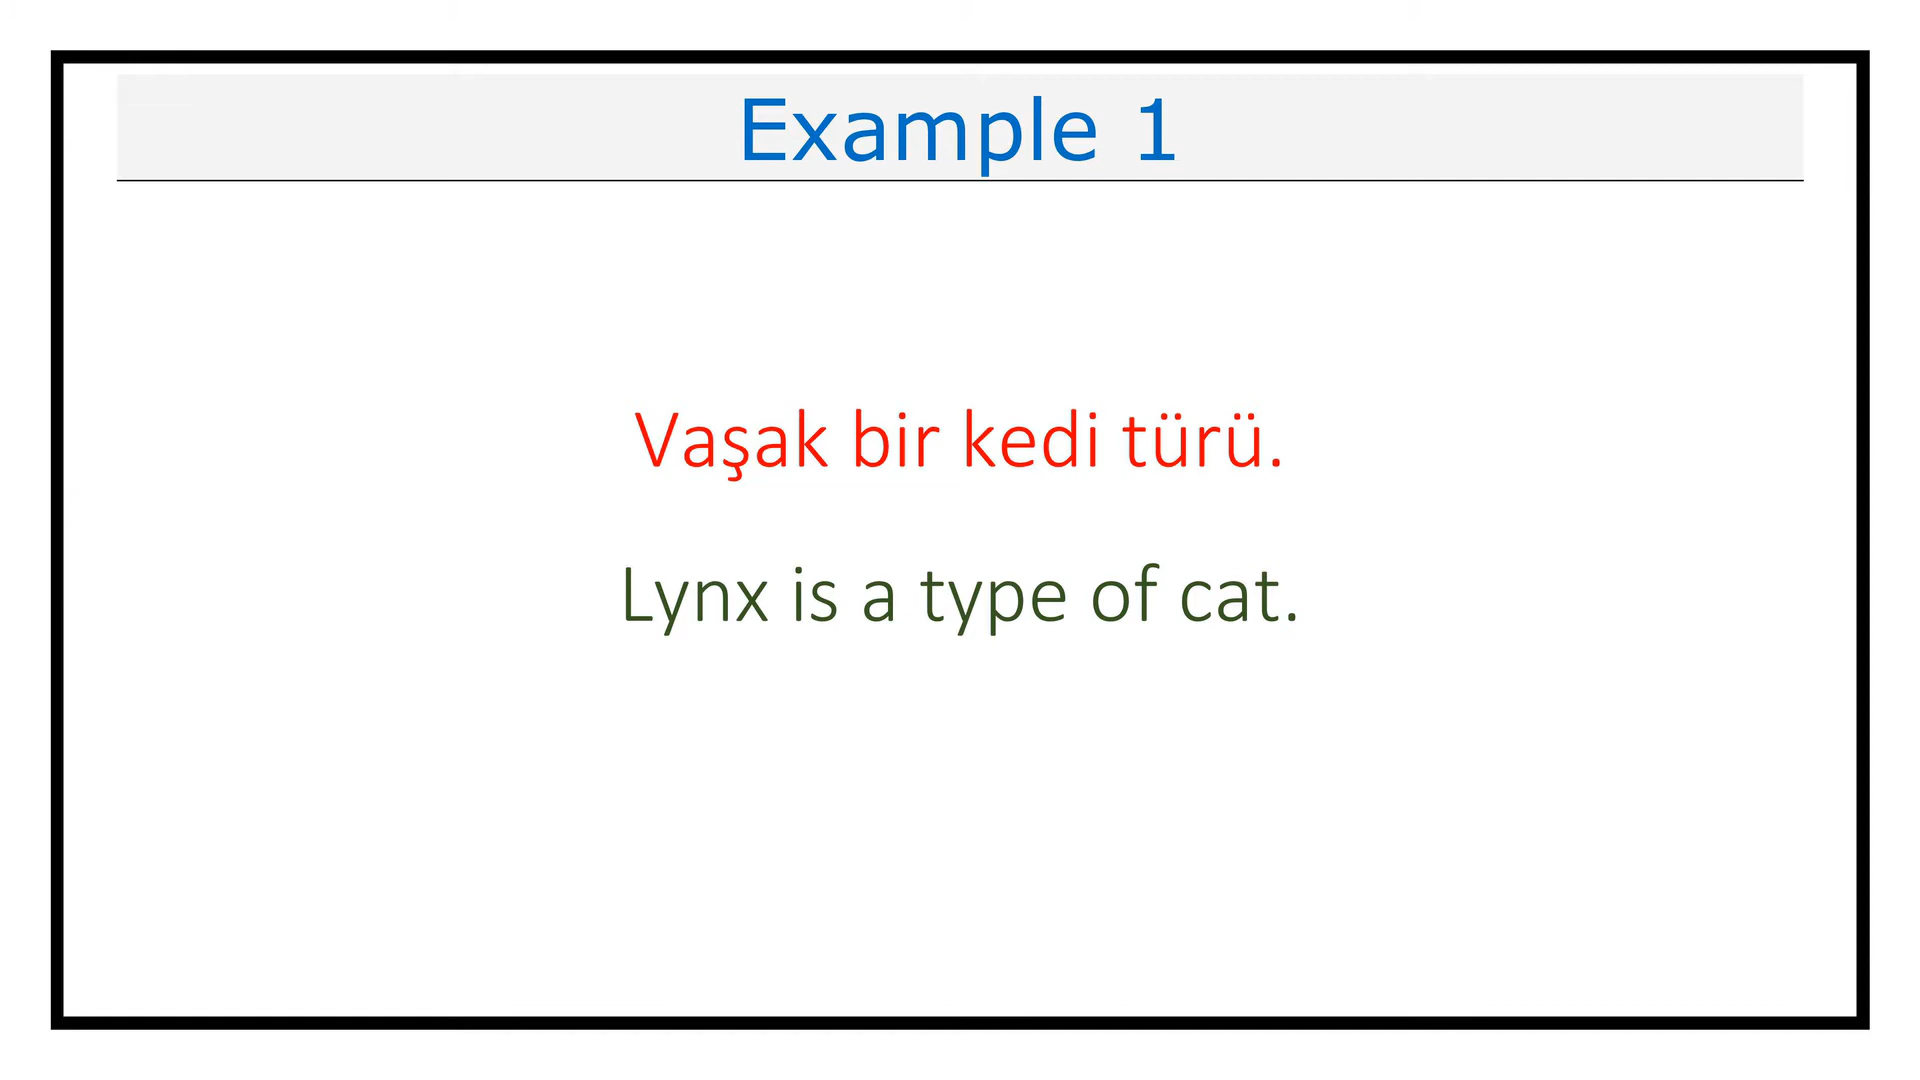 Example 1
Vaşak bir kedi türü.
Lynx is a type of cat.